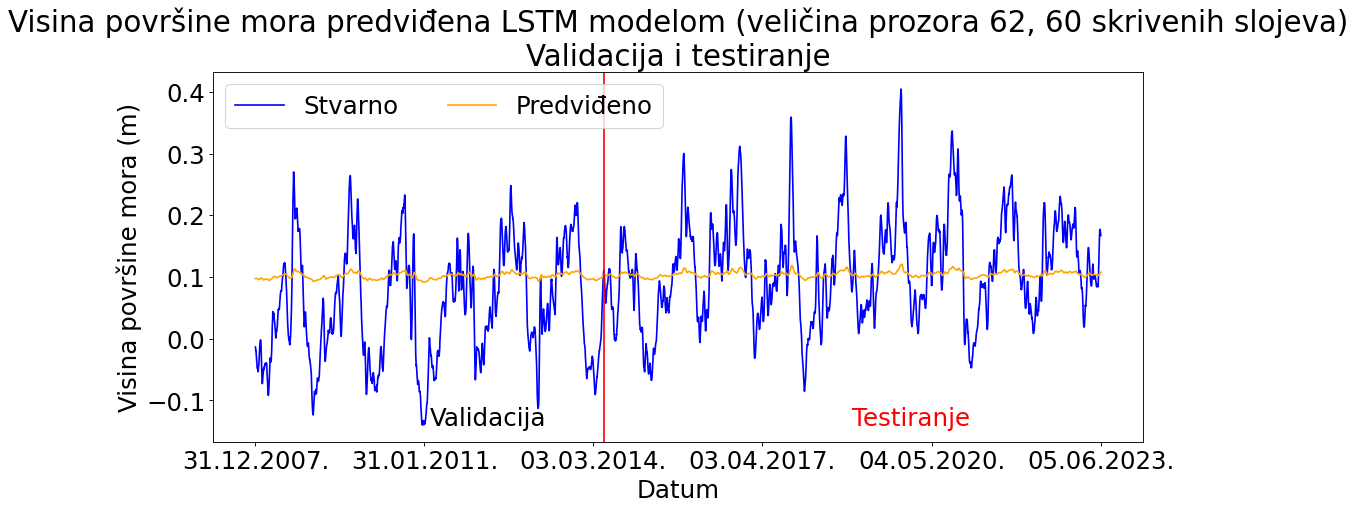 Visina površine mora predviđena LSTM modelom (veličina prozora 62, 60 skrivenih slojeva)
Validacija i testiranje
Stvarno
Predviđeno
Visina površine mora (m)
0.4
0.3
0.2
0.1
0.0
−0.1
Validacija
Testiranje
31.12.2007.
31.01.2011.
03.03.2014.
03.04.2017.
04.05.2020.
05.06.2023.
Datum